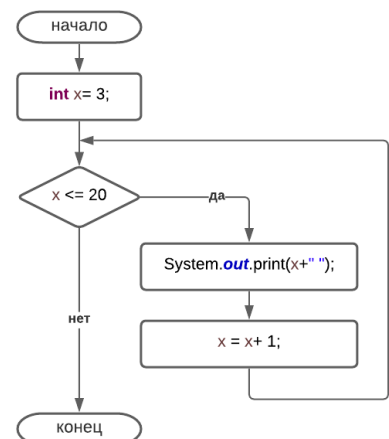 начало
int x= 3;
x <= 20
да
System.out.print(x+" ");
нет
x = x+ 1;
конец